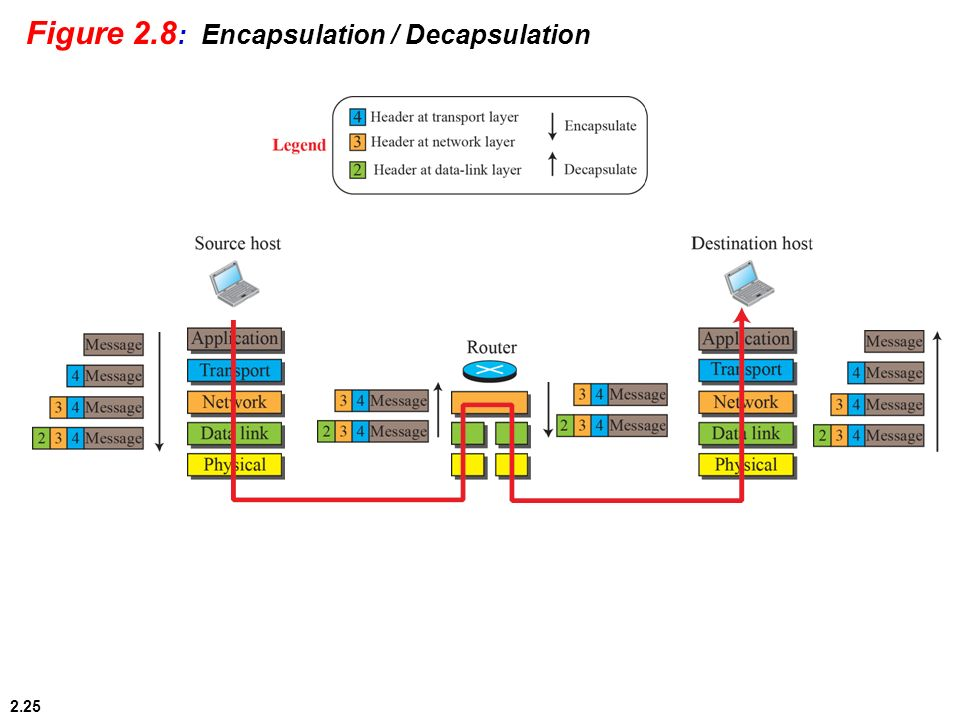 Figure 2.8: Encapsulation / Decapsulation
Legend
4 Header at transport layer
3 Header at network layer
2 Header at data-link layer
Encapsulate
Decapsulate
Source host
Message
4 Message
3 4 Message
2 3 4 Message
Application
Transport
Network
Data link
Physical
Router
3 4 Message
2 3 4 Message
3 4 Message
2 3 4 Message
Destination host
Application
Transport
Network
Data link
Physical
Message
4 Message
3 4 Message
2 3 4 Message
2.25